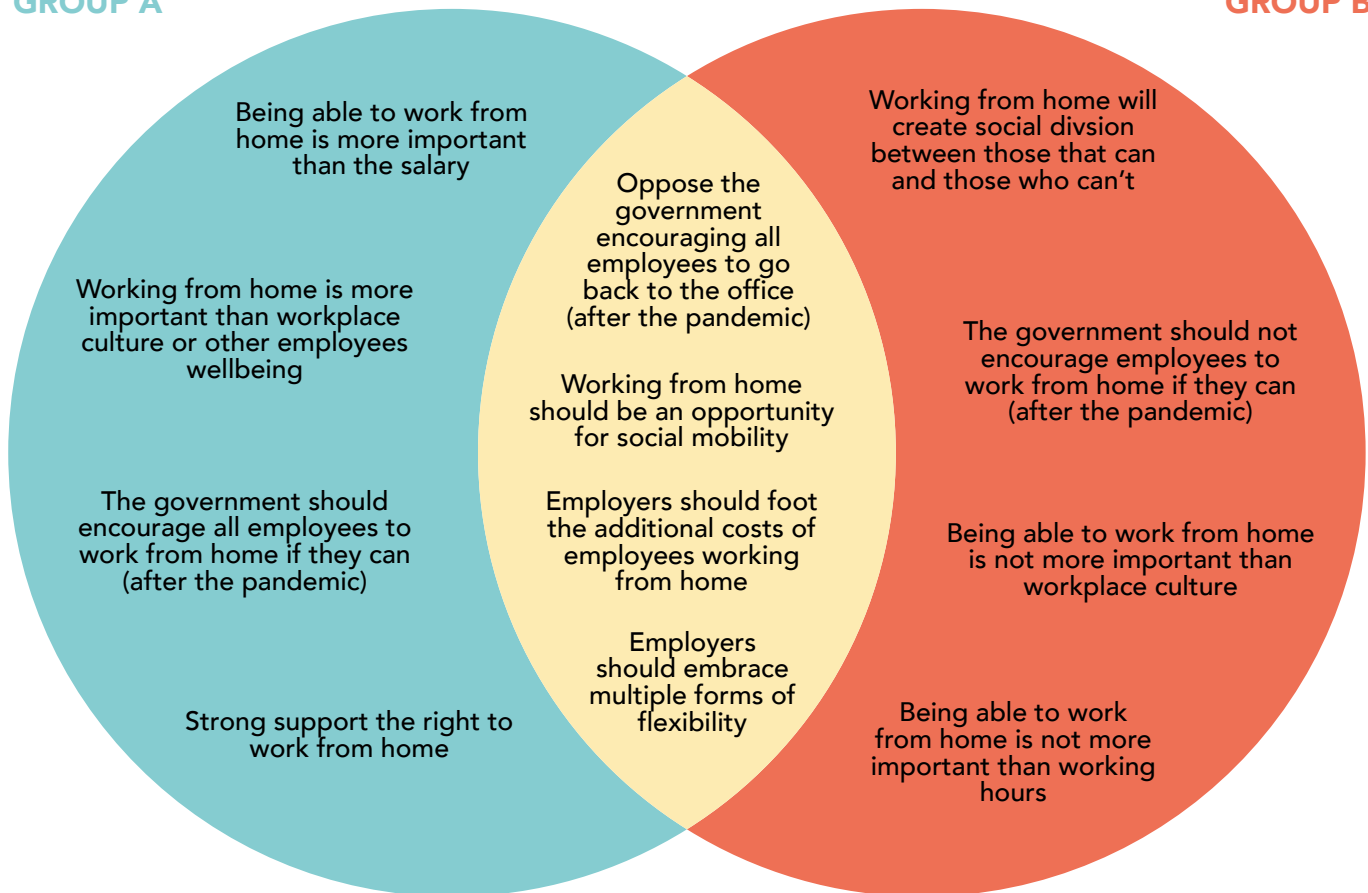 GROUP A
GROUP B
Being able to work from
home is more important
than the salary
Working from home is more
important than workplace
culture or other employees
wellbeing
The government should
encourage all employees to
work from home if they can
(after the pandemic)
Strong support the right to
work from home
Oppose the
government
encouraging all
employees to go
back to the office
(after the pandemic)
Working from home
should be an opportunity
for social mobility
Employers should foot
the additional costs of
employees working
from home
Employers
should embrace
multiple forms of
flexibility
Working from home will
create social divsion
between those that can
and those who can't
The government should not
encourage employees to
work from home if they can
(after the pandemic)
Being able to work from home
is not more important than
workplace culture
Being able to work
from home is not more
important than working
hours